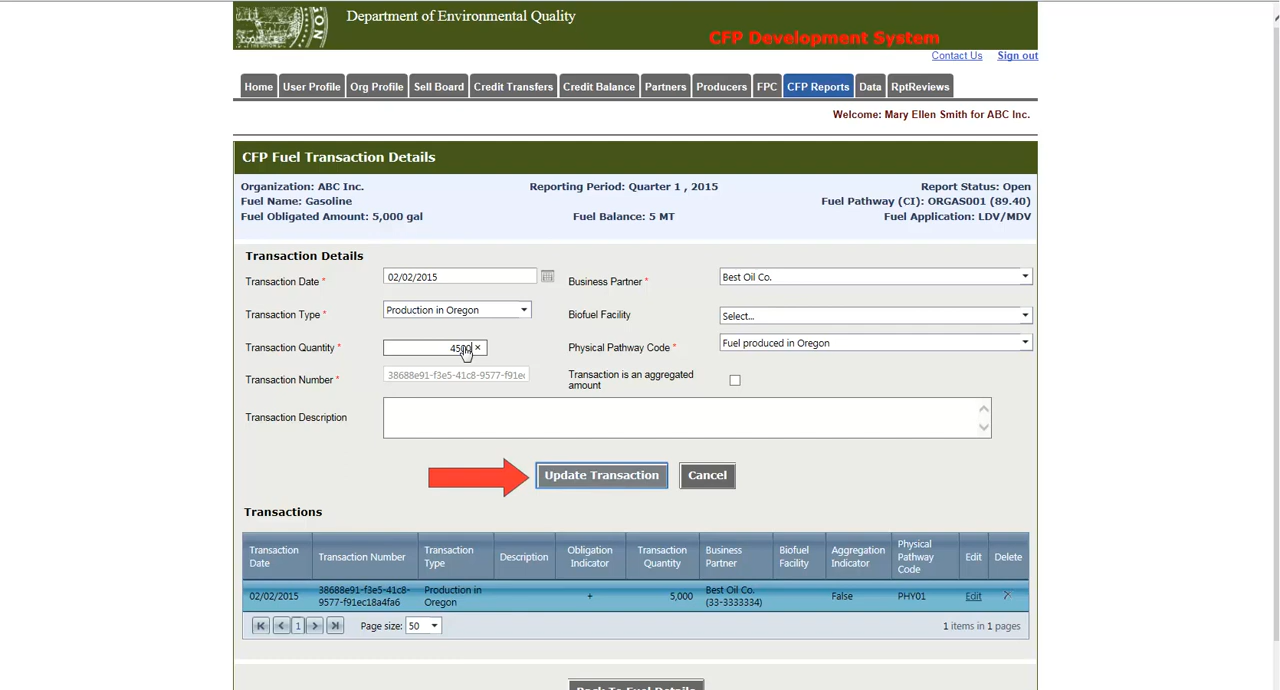 Department of Environmental Quality
CFP Development System
Contact Us Sign out
Home User Profile Org Profile Sell Board Credit Transfers Credit Balance Partners Producers FPC CFP Reports Data RptReviews
Welcome: Mary Ellen Smith for ABC Inc.
CFP Fuel Transaction Details
Organization: ABC Inc. Reporting Period: Quarter 1 , 2015 Report Status: Open
Fuel Name: Gasoline Fuel Pathway (CI): ORGAS001 (89.40)
Fuel Obligated Amount: 5,000 gal Fuel Balance: 5 MT Fuel Application: LDV/MDV
Transaction Details
Transaction Date * 02/02/2015 Business Partner * Best Oil Co.
Transaction Type * Production in Oregon Biofuel Facility Select...
Transaction Quantity * 4500 × Physical Pathway Code * Fuel produced in Oregon
Transaction Number * 38688e91-f3e5-41c8-9577-f91ec Transaction is an aggregated
amount
Transaction Description
Update Transaction Cancel
Transactions
Transaction Date Transaction Number Transaction Type Description Obligation Indicator Transaction Quantity Business Partner Biofuel Facility Aggregation Indicator Physical Pathway Code Edit Delete
02/02/2015 38688e91-f3e5-41c8-9577-f91ec18a4fa6 Production in Oregon + 5,000 Best Oil Co. (33-3333334) False PHY01 Edit
1 Page size: 50 1 items in 1 pages
Back To Fuel Details